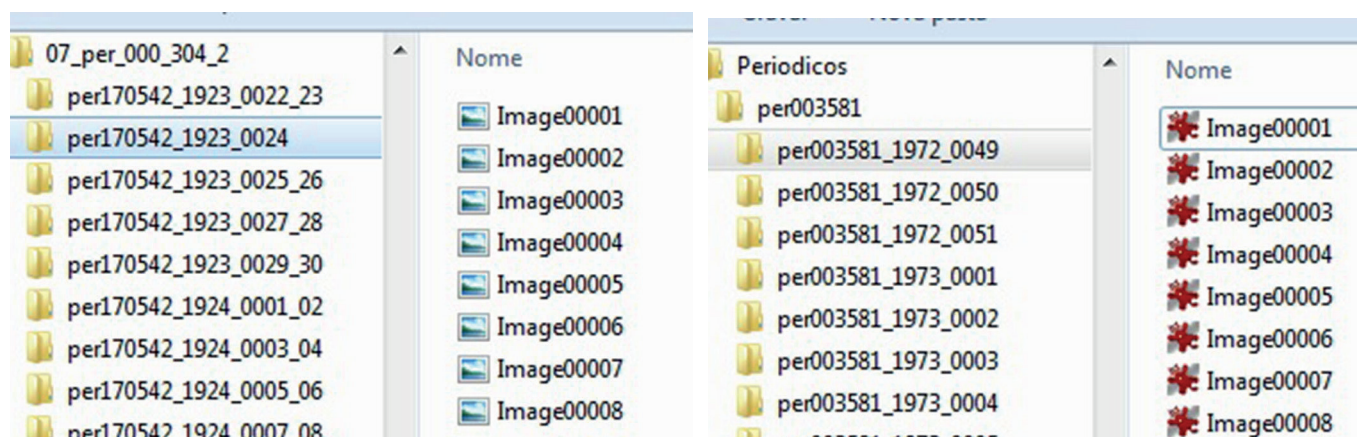 07_per_000_304_2
per170542_1923_0022_23
per170542_1923_0024
per170542_1923_0025_26
per170542_1923_0027_28
per170542_1923_0029_30
per170542_1924_0001_02
per170542_1924_0003_04
per170542_1924_0005_06
per170542_1924_0007_08
Nome
Image00001
Image00002
Image00003
Image00004
Image00005
Image00006
Image00007
Image00008
Periodicos
per003581
per003581_1972_0049
per003581_1972_0050
per003581_1972_0051
per003581_1973_0001
per003581_1973_0002
per003581_1973_0003
per003581_1973_0004
Nome
Image00001
Image00002
Image00003
Image00004
Image00005
Image00006
Image00007
Image00008